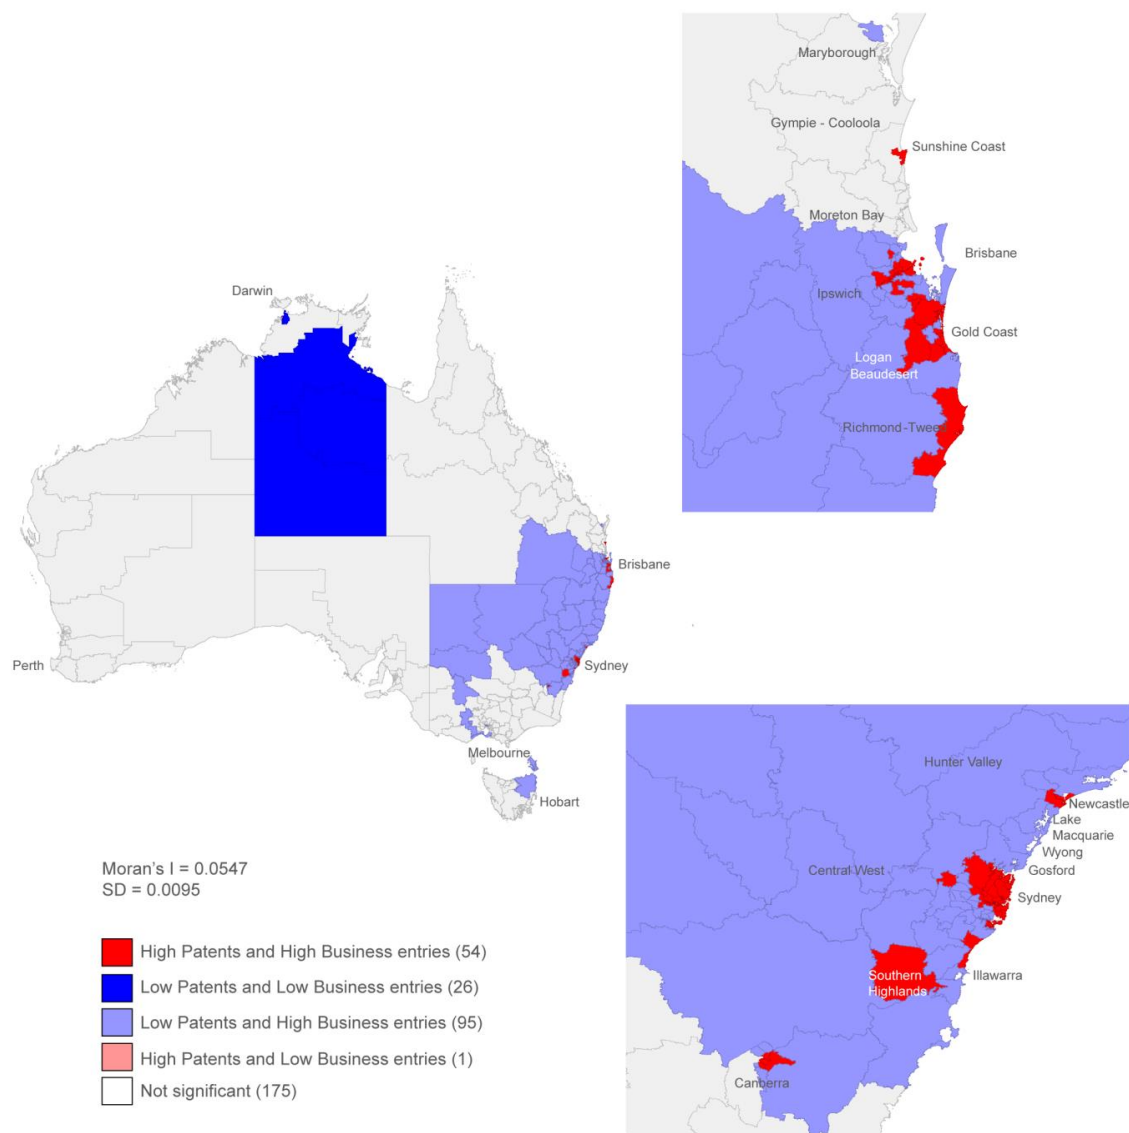 Maryborough
Gympie - Cooloola
Sunshine Coast
Moreton Bay
Brisbane
Ipswich
Gold Coast
Logan
Beaudesert
Richmond-Tweed
Darwin
Brisbane
Perth
Sydney
Melbourne
Hobart
Hunter Valley
Newcastle
Lake
Macquarie
Wyong
Central West
Gosford
Sydney
Southern
Highlands
Illawarra
Canberra
Moran's I = 0.0547
SD = 0.0095
High Patents and High Business entries (54)
Low Patents and Low Business entries (26)
Low Patents and High Business entries (95)
High Patents and Low Business entries (1)
Not significant (175)